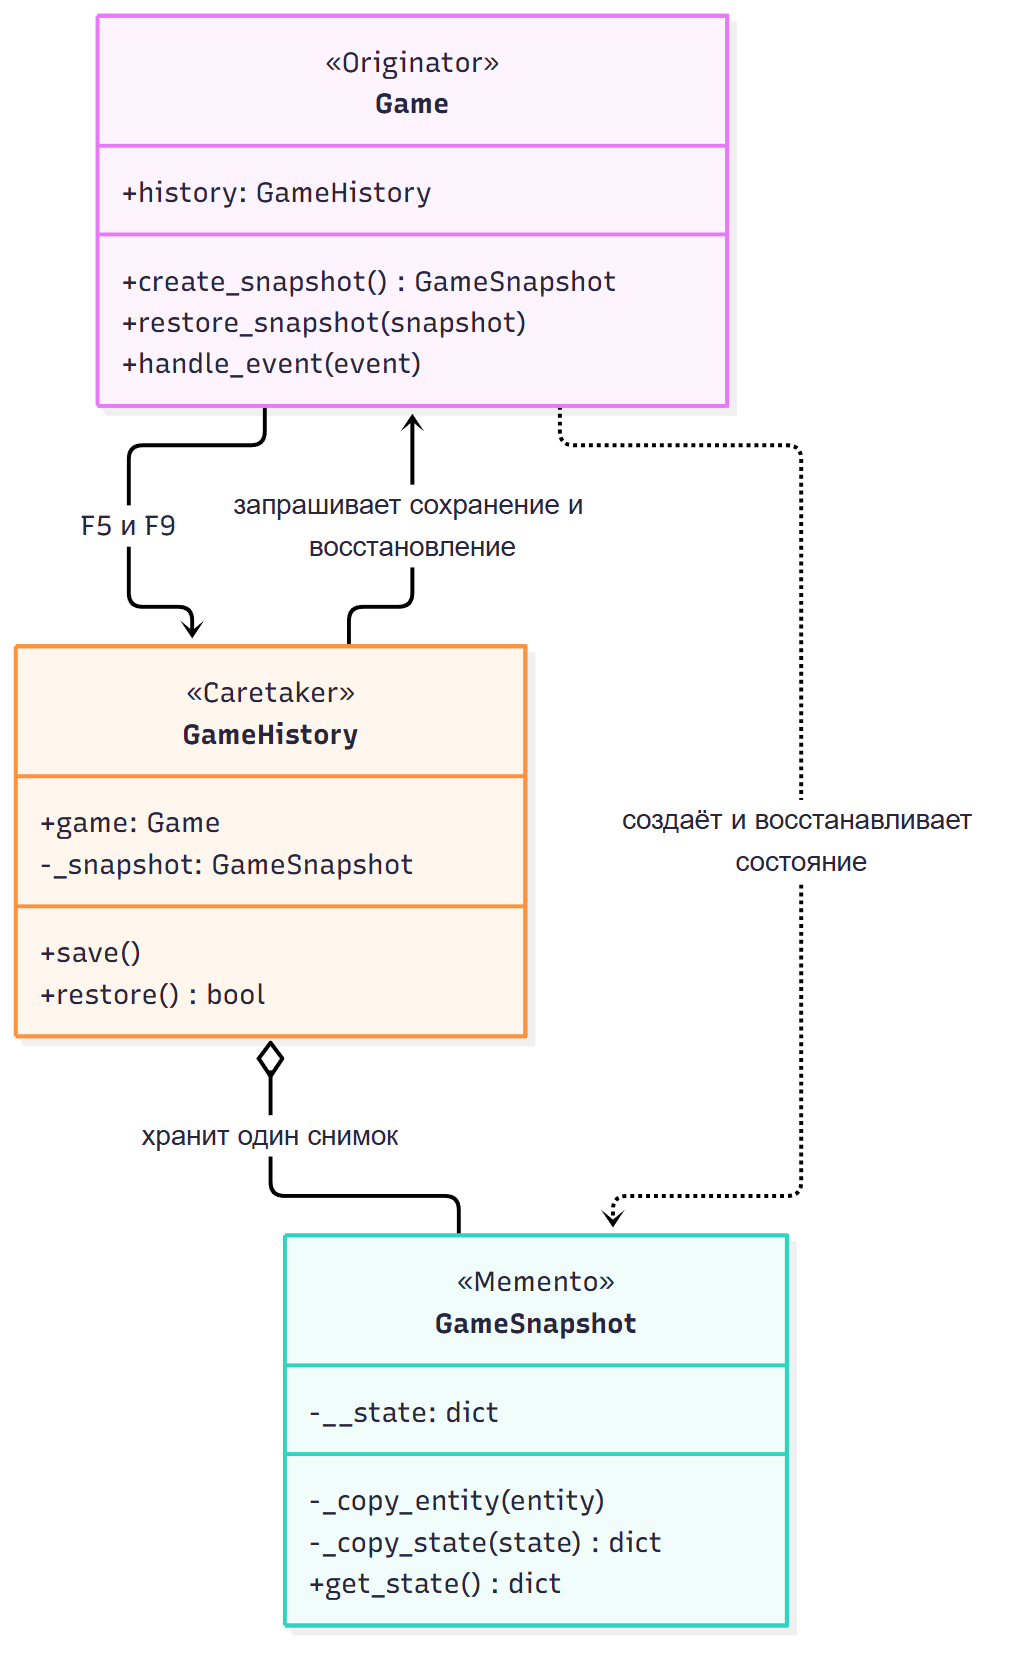 «Originator»
Game
+history: GameHistory
+create_snapshot() : GameSnapshot
+restore_snapshot(snapshot)
+handle_event(event)
F5 и F9
запрашивает сохранение и
восстановление
«Caretaker»
GameHistory
+game: Game
-_snapshot: GameSnapshot
+save()
+restore() : bool
создаёт и восстанавливает
состояние
хранит один снимок
«Memento»
GameSnapshot
-__state: dict
-_copy_entity(entity)
-_copy_state(state) : dict
+get_state() : dict